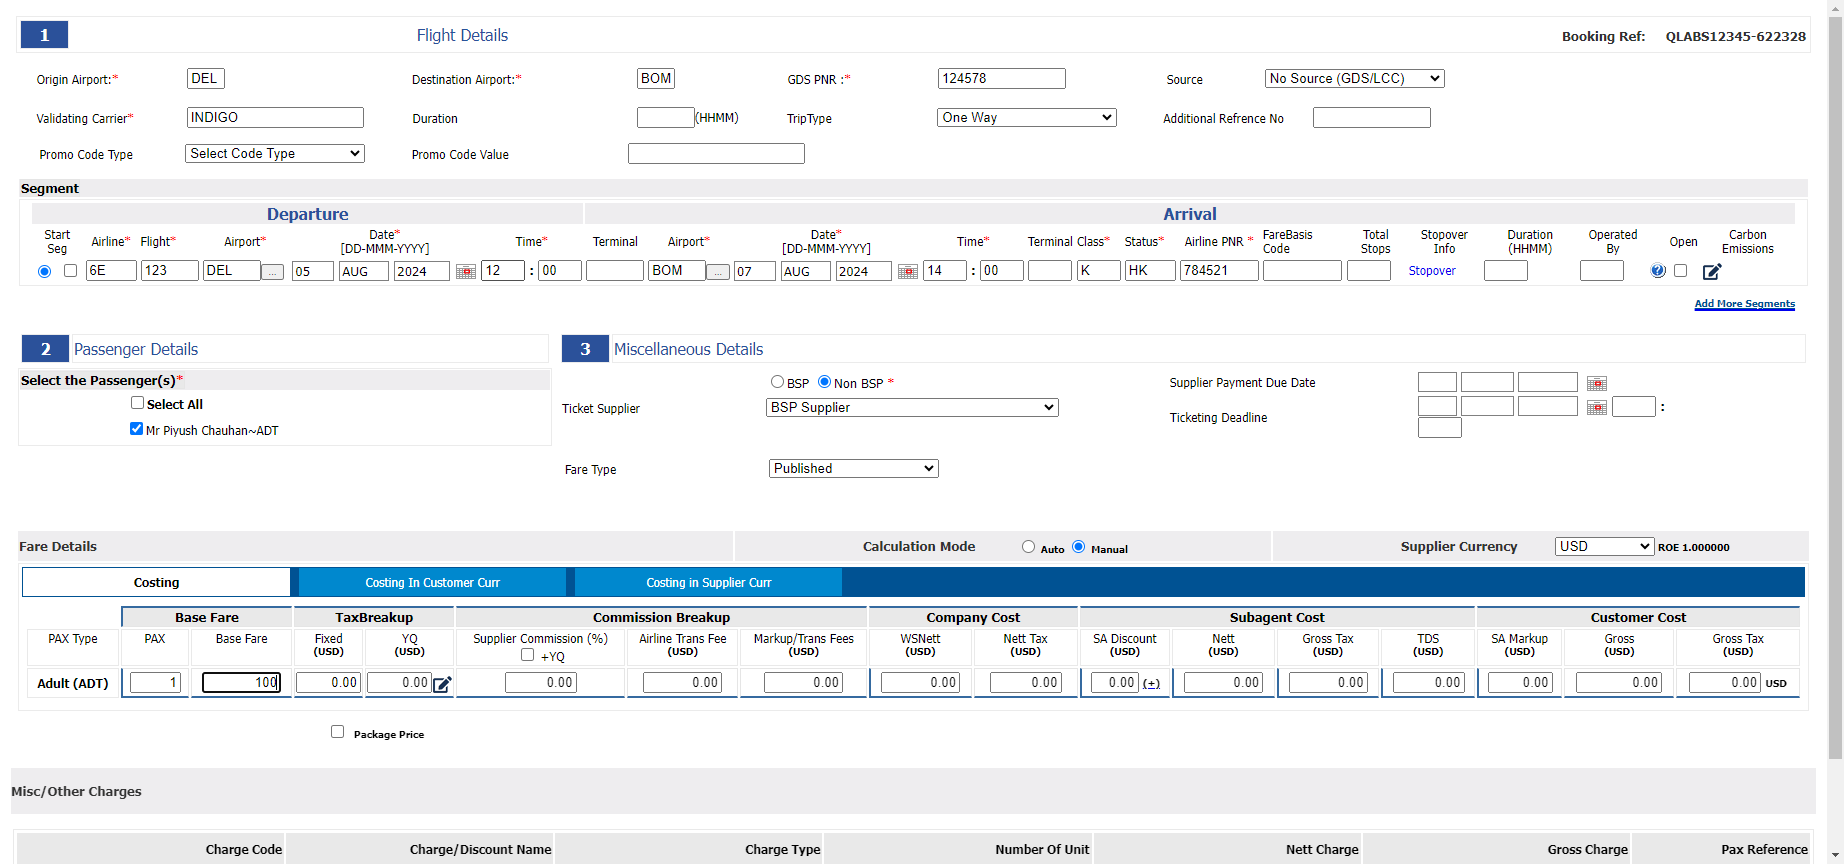 1 Flight Details Booking Ref: QLABS12345-622328
Origin Airport:* DEL Destination Airport:* BOM GDS PNR :* 124578 Source No Source (GDS/LCC)
Validating Carrier* INDIGO Duration (HHMM) TripType One Way Additional Refrence No
Promo Code Type Select Code Type Promo Code Value
Segment
Departure Arrival
Start Seg Airline* Flight* Airport* Date* [DD-MMM-YYYY] Time* Terminal Airport* Date* [DD-MMM-YYYY] Time* Terminal Class* Status* Airline PNR * FareBasis Code Total Stops Stopover Info Duration (HHMM) Operated By Open Carbon Emissions
6E 123 DEL ... 05 AUG 2024 12 : 00 BOM ... 07 AUG 2024 14 : 00 K HK 784521 Stopover ?
Add More Segments
2 Passenger Details 3 Miscellaneous Details
Select the Passenger(s)*
Select All
Mr Piyush Chauhan~ADT
BSP Non BSP * Supplier Payment Due Date
Ticket Supplier BSP Supplier
Ticketing Deadline :
Fare Type Published
Fare Details Calculation Mode Auto Manual Supplier Currency USD ROE 1.000000
Costing Costing In Customer Curr Costing in Supplier Curr
Base Fare TaxBreakup Commission Breakup Company Cost Subagent Cost Customer Cost
PAX Type PAX Base Fare Fixed (USD) YQ (USD) Supplier Commission (%) +YQ Airline Trans Fee (USD) Markup/Trans Fees (USD) WSNett (USD) Nett Tax (USD) SA Discount (USD) Nett (USD) Gross Tax (USD) TDS (USD) SA Markup (USD) Gross (USD) Gross Tax (USD)
Adult (ADT) 1 100 0.00 0.00 0.00 0.00 0.00 0.00 0.00 0.00 (+) 0.00 0.00 0.00 0.00 0.00 0.00 USD
Package Price
Misc/Other Charges
Charge Code Charge/Discount Name Charge Type Number Of Unit Nett Charge Gross Charge Pax Reference